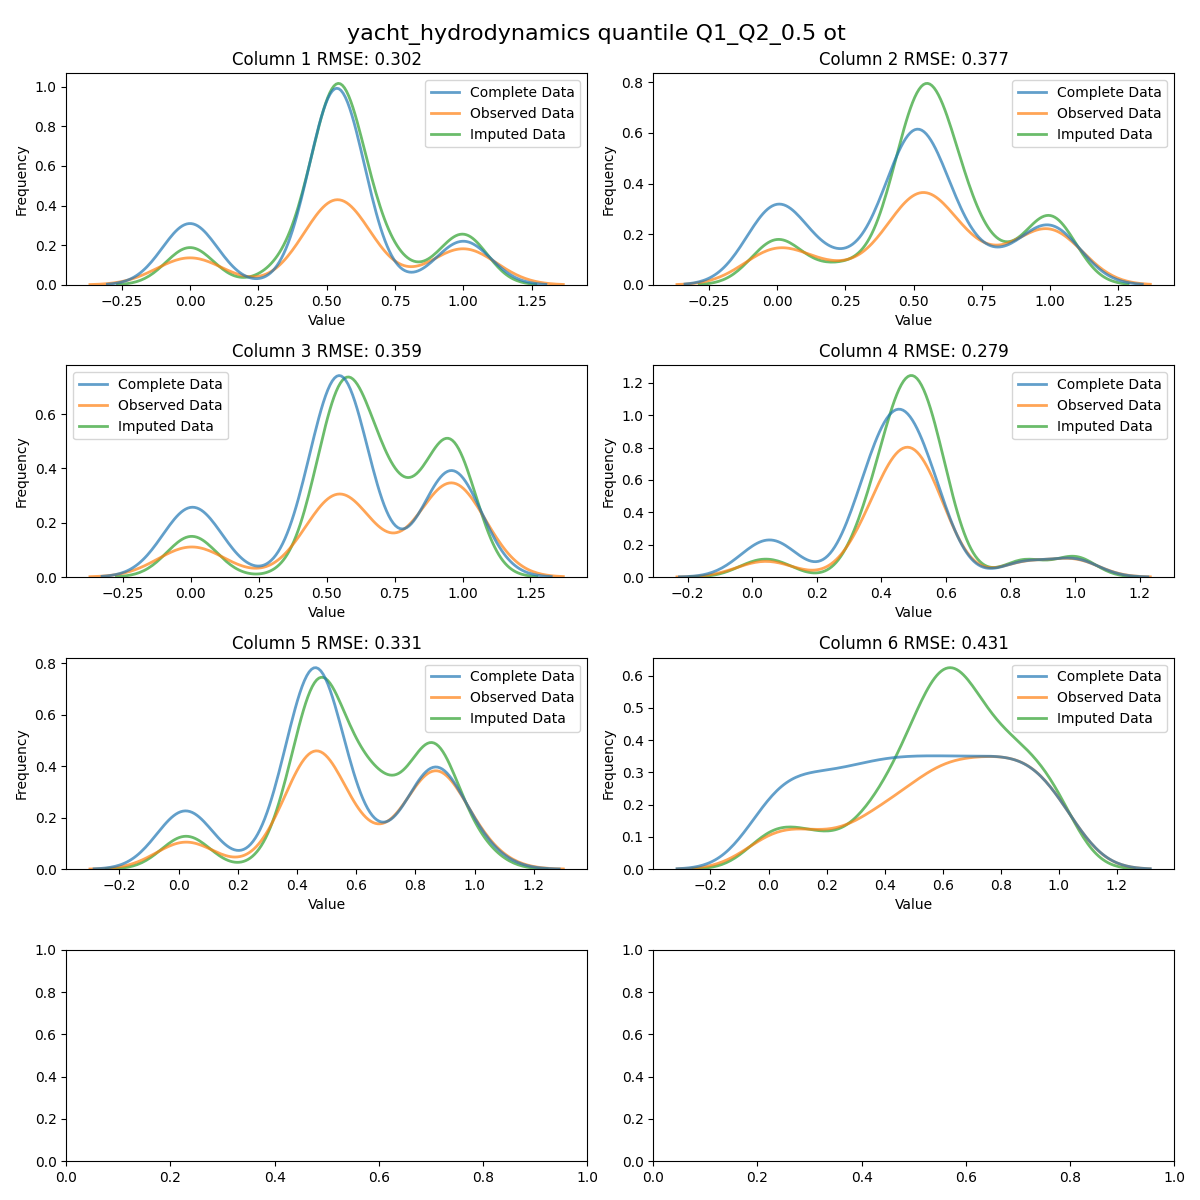 yacht_hydrodynamics quantile Q1_Q2_0.5 ot
Column 1 RMSE: 0.302
Frequency
1.0
0.8
0.6
0.4
0.2
0.0
Complete Data
Observed Data
Imputed Data
−0.25 0.00 0.25 0.50 0.75 1.00 1.25
Value
Column 2 RMSE: 0.377
Frequency
0.8
0.6
0.4
0.2
0.0
Complete Data
Observed Data
Imputed Data
−0.25 0.00 0.25 0.50 0.75 1.00 1.25
Value
Column 3 RMSE: 0.359
Frequency
0.6
0.4
0.2
0.0
Complete Data
Observed Data
Imputed Data
−0.25 0.00 0.25 0.50 0.75 1.00 1.25
Value
Column 4 RMSE: 0.279
Frequency
1.2
1.0
0.8
0.6
0.4
0.2
0.0
Complete Data
Observed Data
Imputed Data
−0.2 0.0 0.2 0.4 0.6 0.8 1.0 1.2
Value
Column 5 RMSE: 0.331
Frequency
0.8
0.6
0.4
0.2
0.0
Complete Data
Observed Data
Imputed Data
−0.2 0.0 0.2 0.4 0.6 0.8 1.0 1.2
Value
Column 6 RMSE: 0.431
Frequency
0.6
0.5
0.4
0.3
0.2
0.1
0.0
Complete Data
Observed Data
Imputed Data
−0.2 0.0 0.2 0.4 0.6 0.8 1.0 1.2
Value
1.0
0.8
0.6
0.4
0.2
0.0
0.0 0.2 0.4 0.6 0.8 1.0
1.0
0.8
0.6
0.4
0.2
0.0
0.0 0.2 0.4 0.6 0.8 1.0